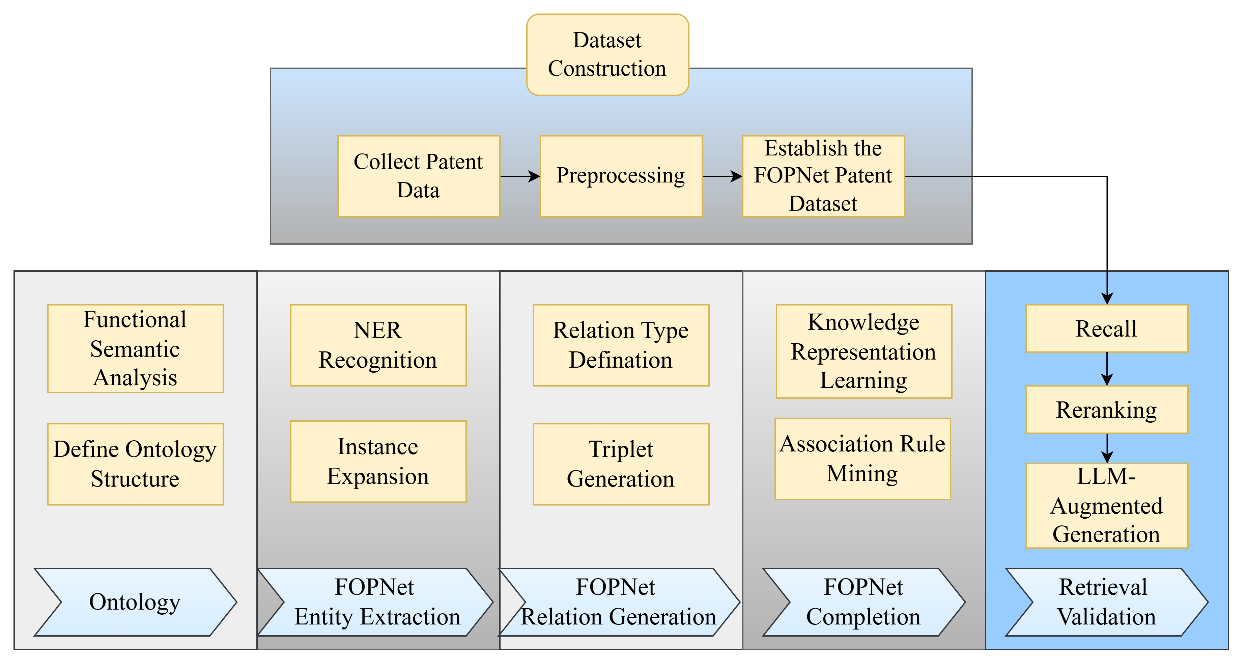 Dataset
Construction
Collect Patent
Data
Preprocessing
Establish the
FOPNet Patent
Dataset
Functional
Semantic
Analysis
Define Ontology
Structure
Ontology
NER
Recognition
Instance
Expansion
FOPNet
Entity Extraction
Relation Type
Defination
Triplet
Generation
FOPNet
Relation Generation
Knowledge
Representation
Learning
Association Rule
Mining
FOPNet
Completion
Recall
Reranking
LLM-
Augmented
Generation
Retrieval
Validation